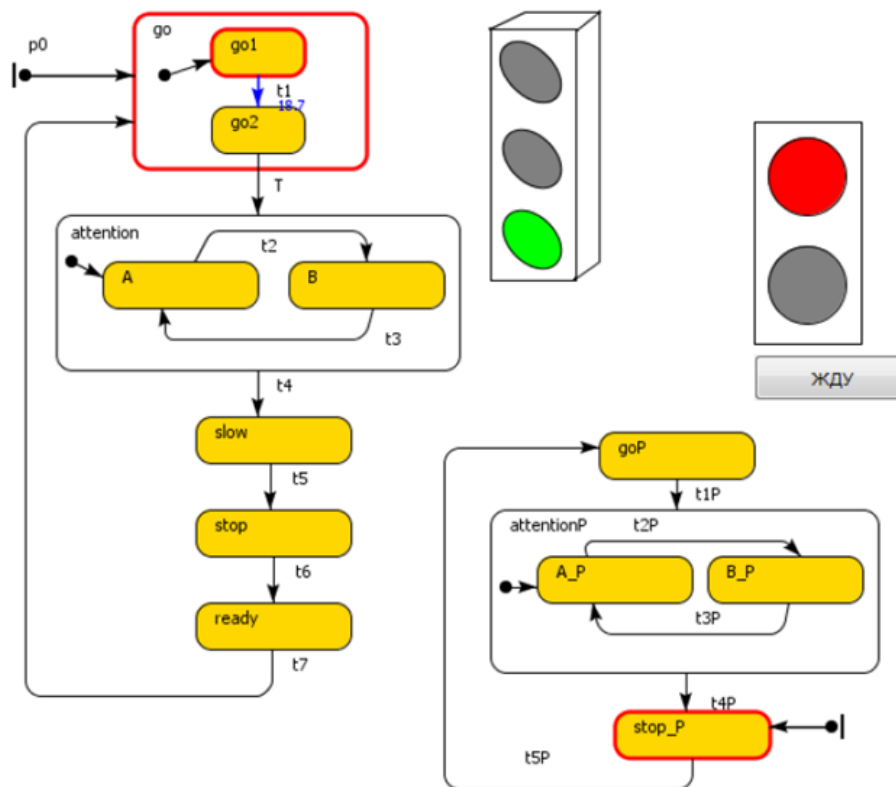 p0
go
go1
t1
18.7
go2
T
attention
t2
A
B
t3
t4
slow
t5
stop
t6
ready
t7
ЖДУ
goP
t1P
attentionP
t2P
A_P
B_P
t3P
t4P
stop_P
t5P